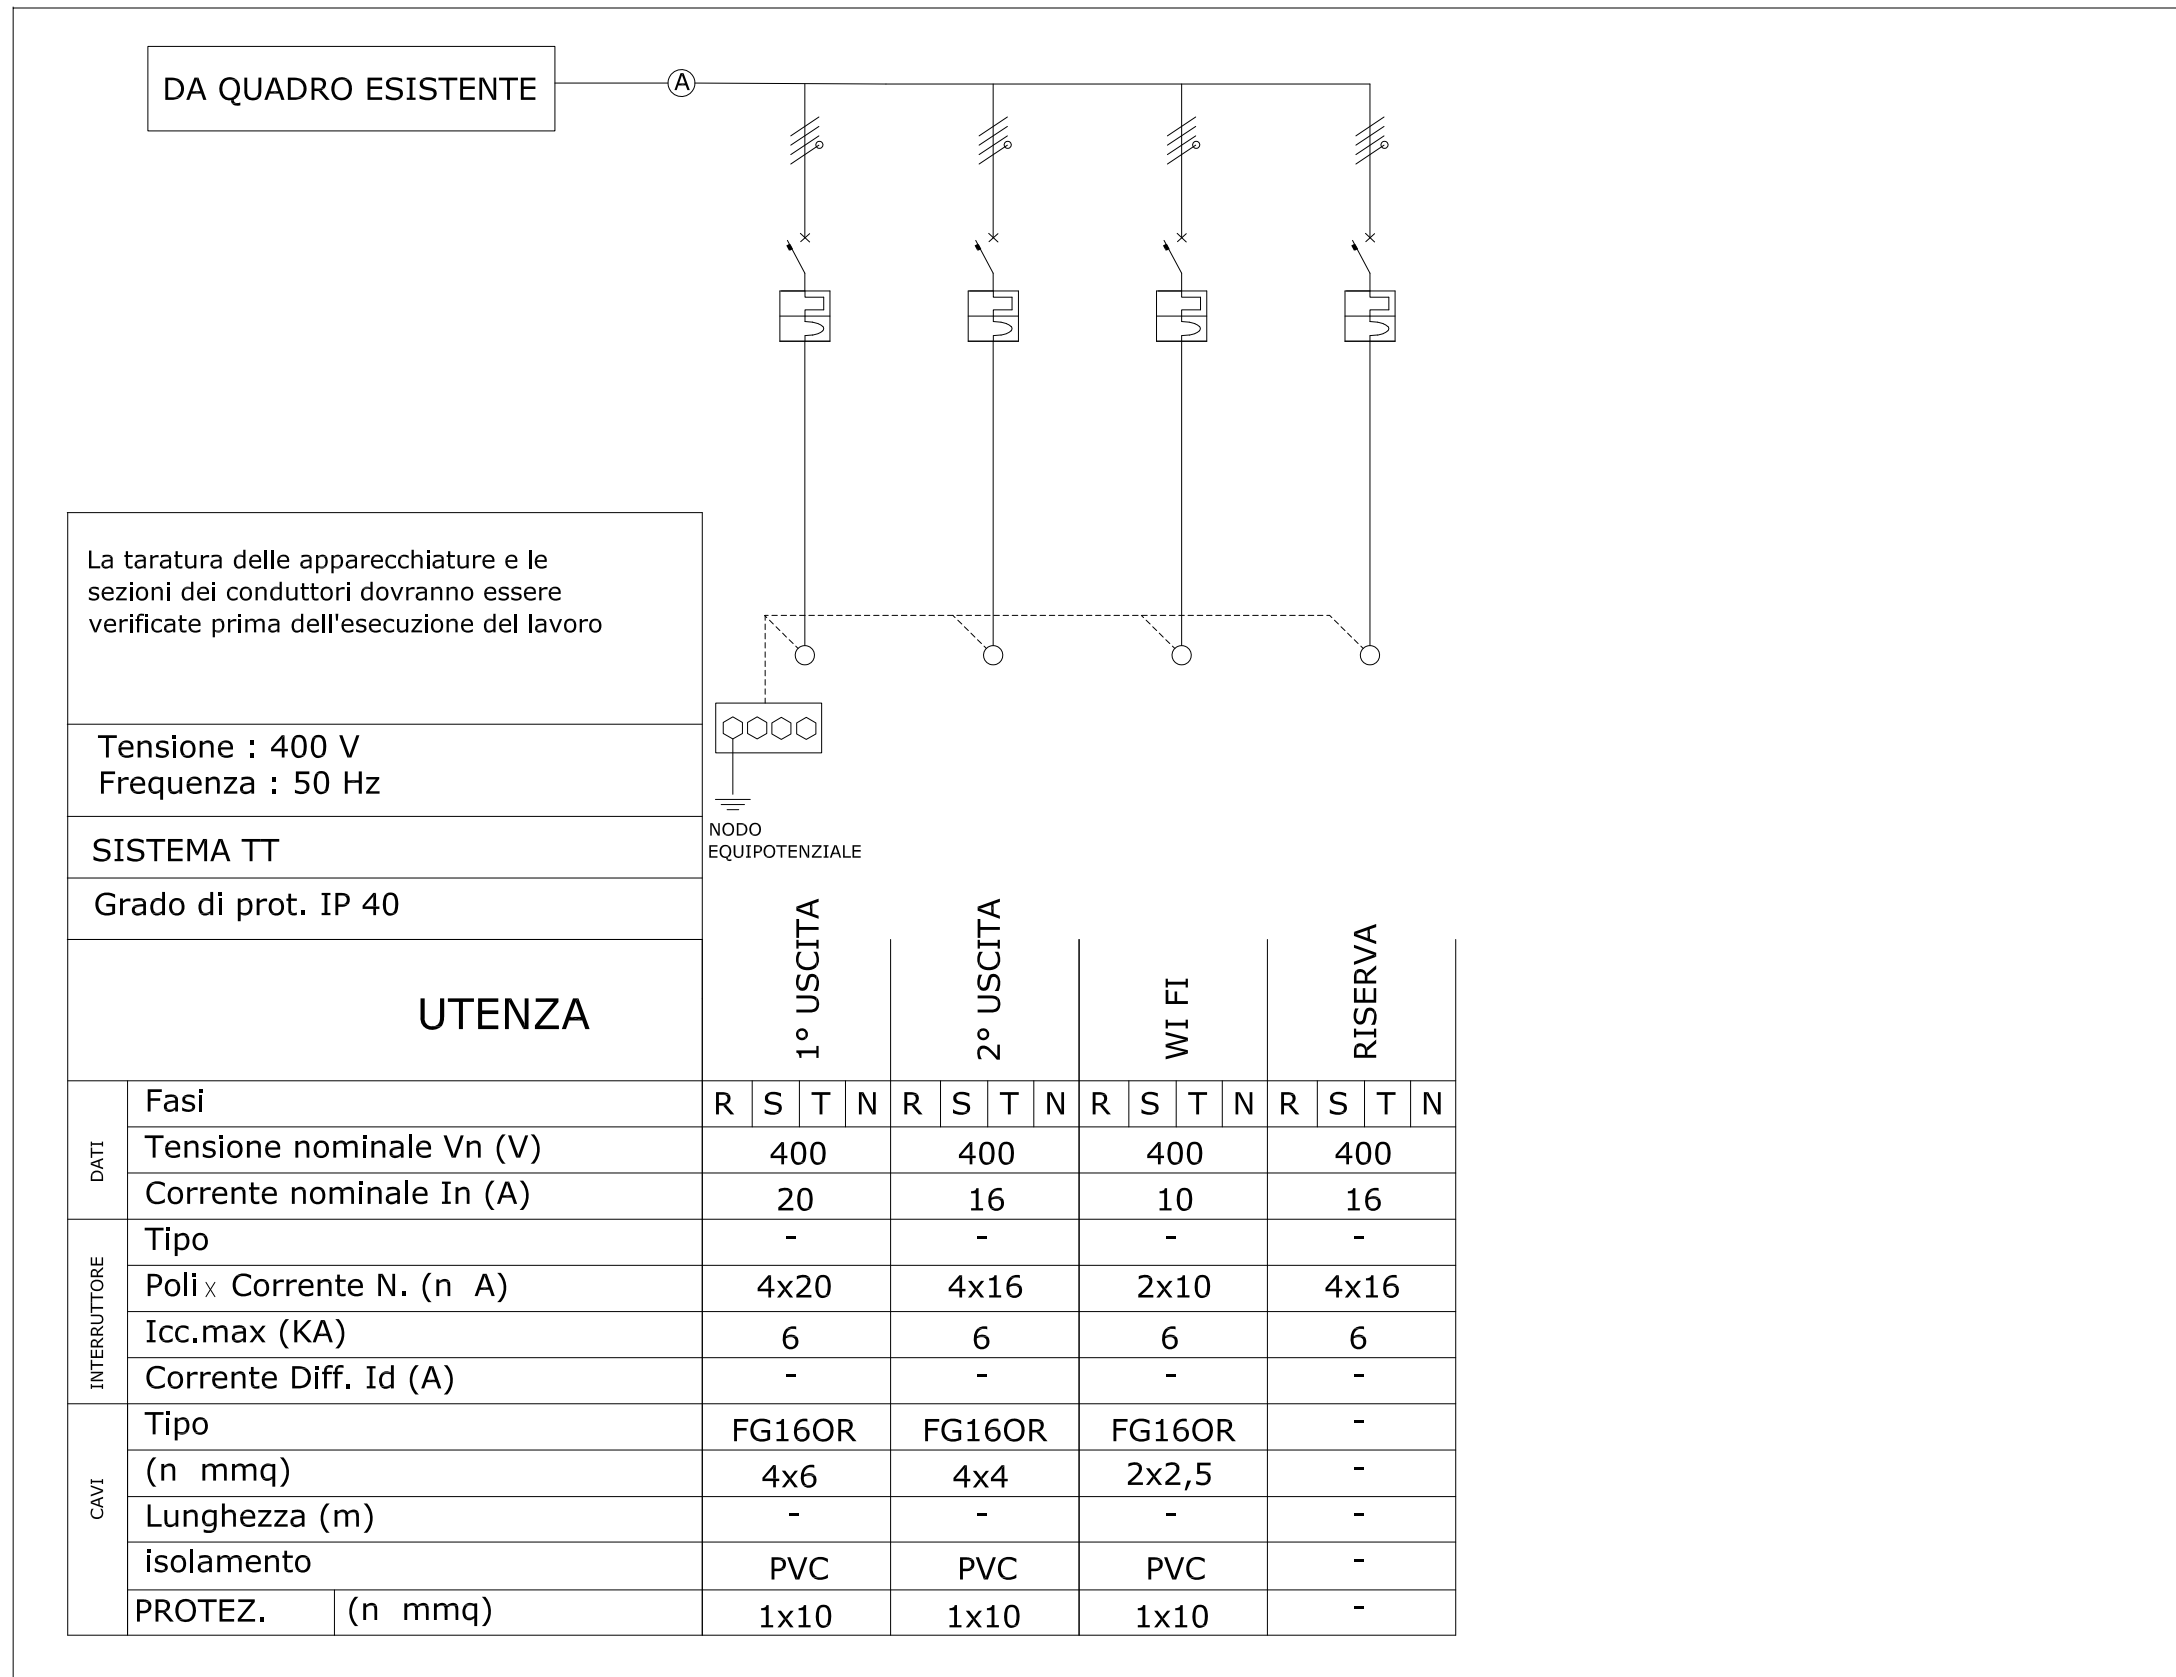 DA QUADRO ESISTENTE
A
La taratura delle apparecchiature e le
sezioni dei conduttori dovranno essere
verificate prima dell'esecuzione del lavoro
Tensione : 400 V
Frequenza : 50 Hz
SISTEMA TT
Grado di prot. IP 40
NODO
EQUIPOTENZIALE
UTENZA
1° USCITA
2° USCITA
WI FI
RISERVA
DATI
Fasi R S T N R S T N R S T N R S T N
Tensione nominale Vn (V) 400 400 400 400
Corrente nominale In (A) 20 16 10 16
INTERRUTTORE
Tipo - - - -
Poli x Corrente N. (n A) 4x20 4x16 2x10 4x16
Icc.max (KA) 6 6 6 6
Corrente Diff. Id (A) - - - -
CAVI
Tipo FG16OR FG16OR FG16OR -
(n mmq) 4x6 4x4 2x2,5 -
Lunghezza (m) - - - -
isolamento PVC PVC PVC -
PROTEZ. (n mmq) 1x10 1x10 1x10 -